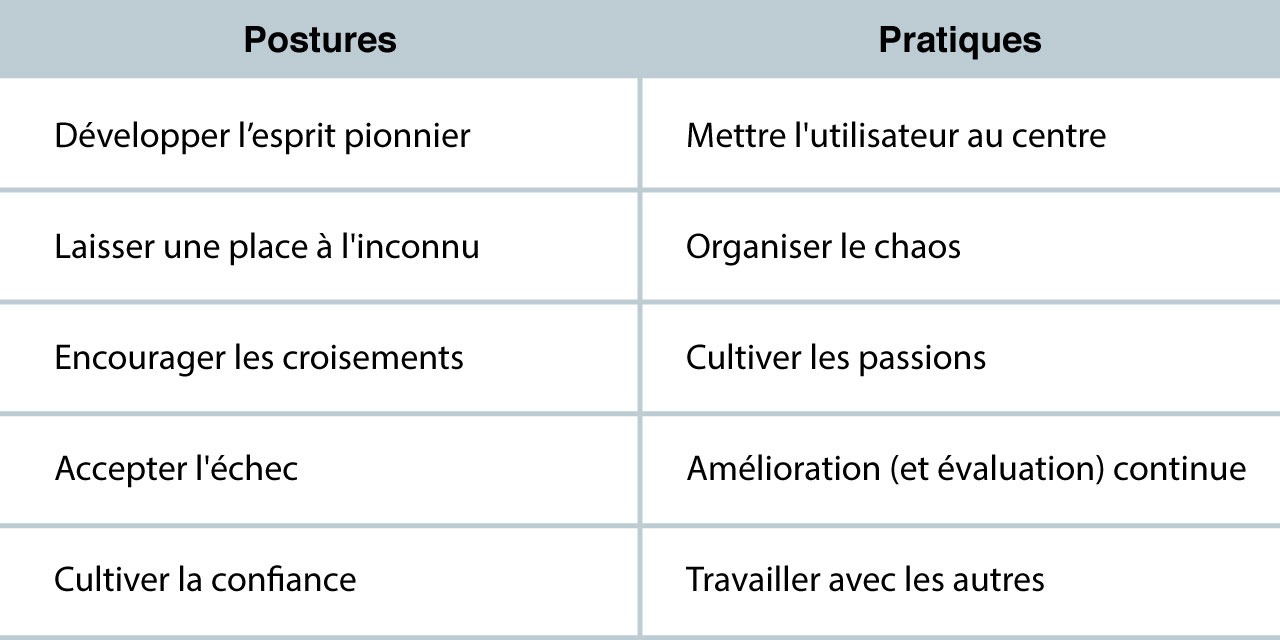 Postures
Pratiques
Développer l’esprit pionnier
Mettre l'utilisateur au centre
Laisser une place à l'inconnu
Organiser le chaos
Encourager les croisements
Cultiver les passions
Accepter l'échec
Amélioration (et évaluation) continue
Cultiver la confiance
Travailler avec les autres